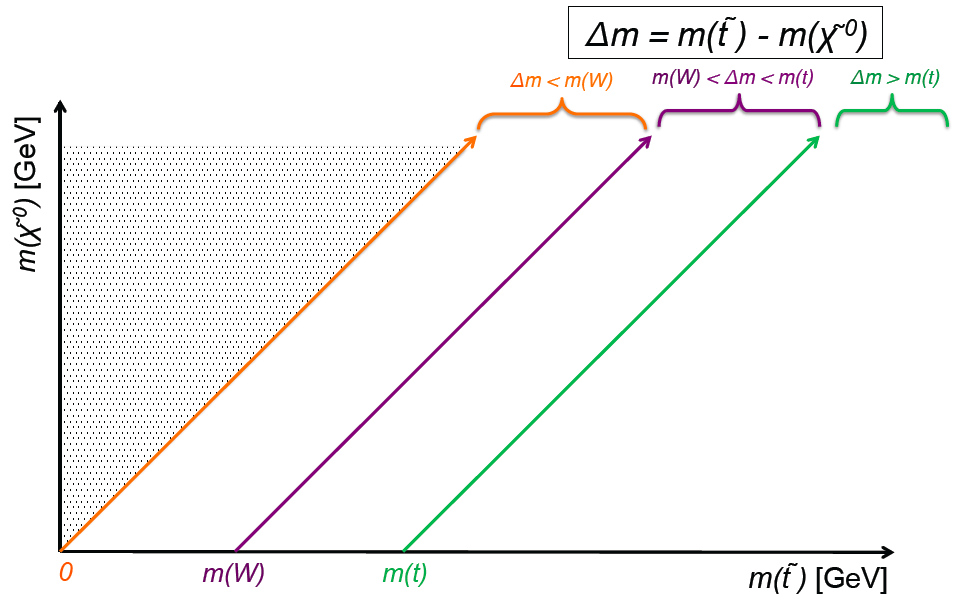 Δm = m(t̃ ) - m(χ̃⁰)
Δm < m(W)
m(W) < Δm < m(t)
Δm > m(t)
m(χ̃⁰) [GeV]
0
m(W)
m(t)
m(t̃ ) [GeV]